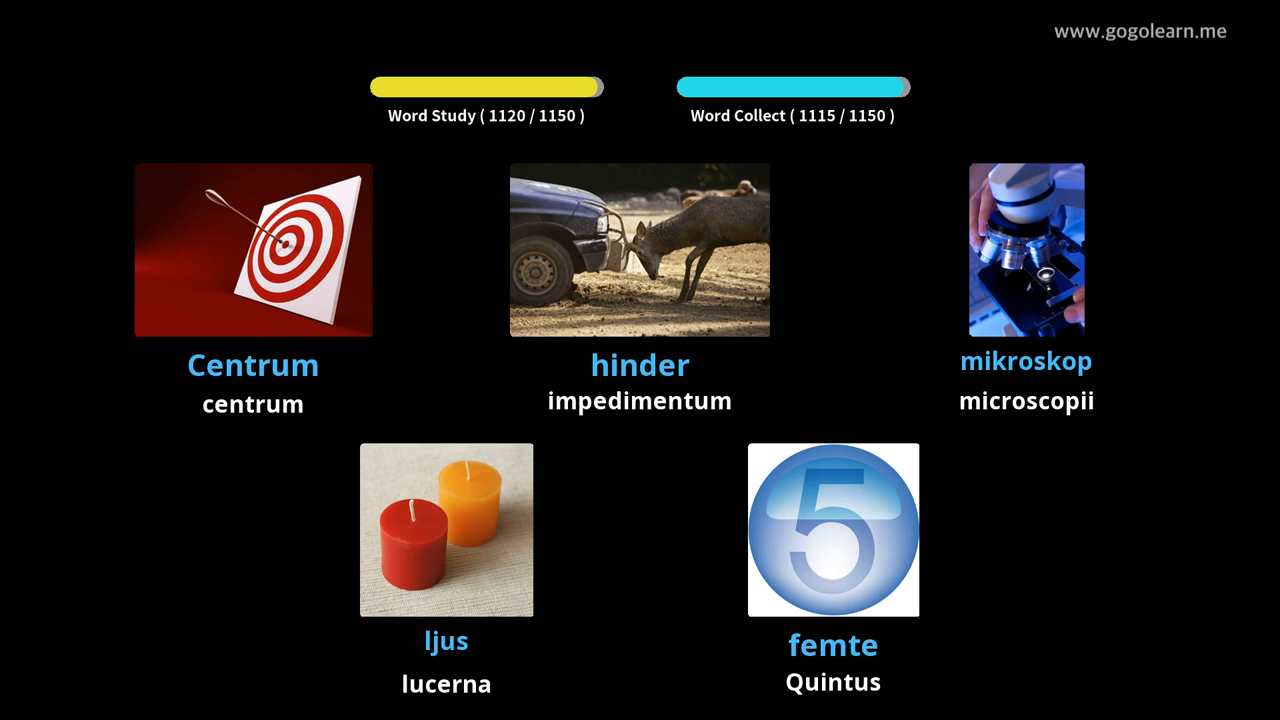 www.gogolearn.me
Word Study ( 1120 / 1150 )
Word Collect ( 1115 / 1150 )
Centrum
centrum
hinder
impedimentum
mikroskop
microscopii
ljus
lucerna
5
femte
Quintus